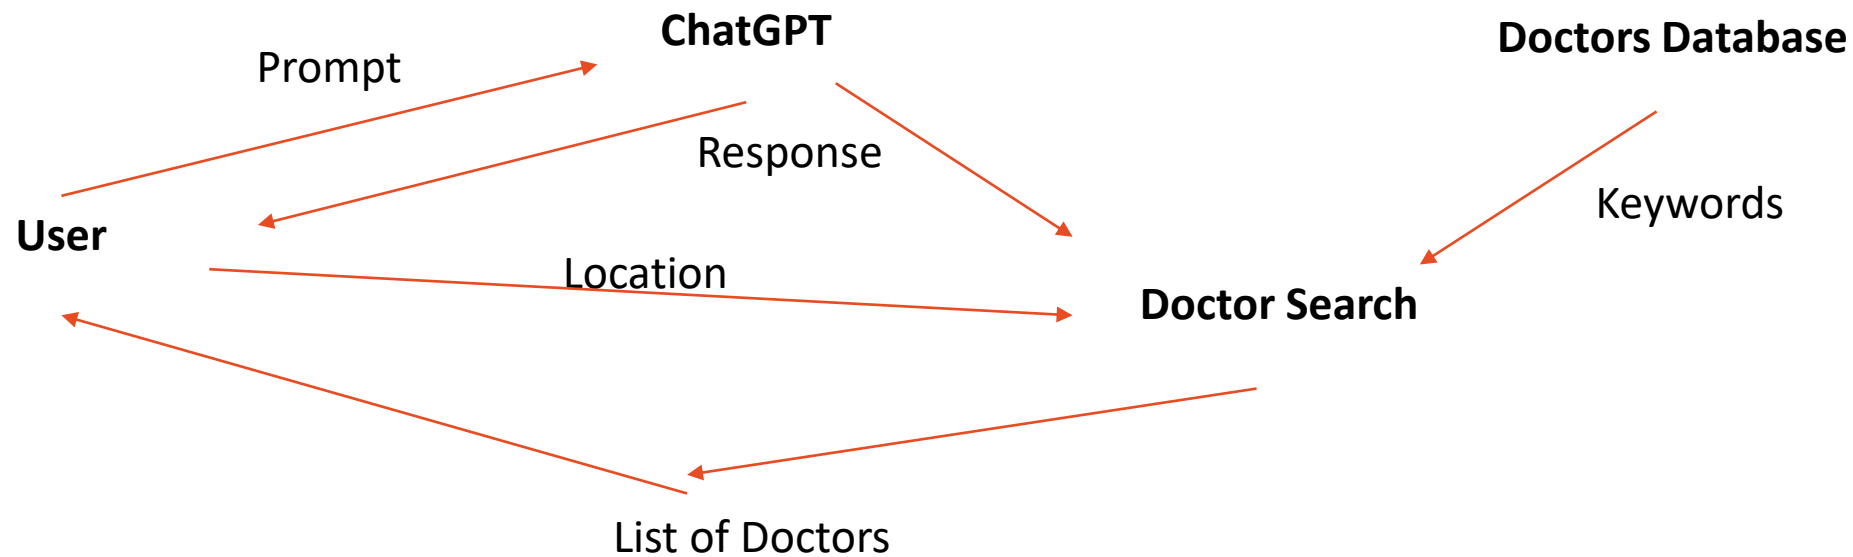 ChatGPT
Doctors Database
Prompt
Response
Keywords
User
Location
Doctor Search
List of Doctors